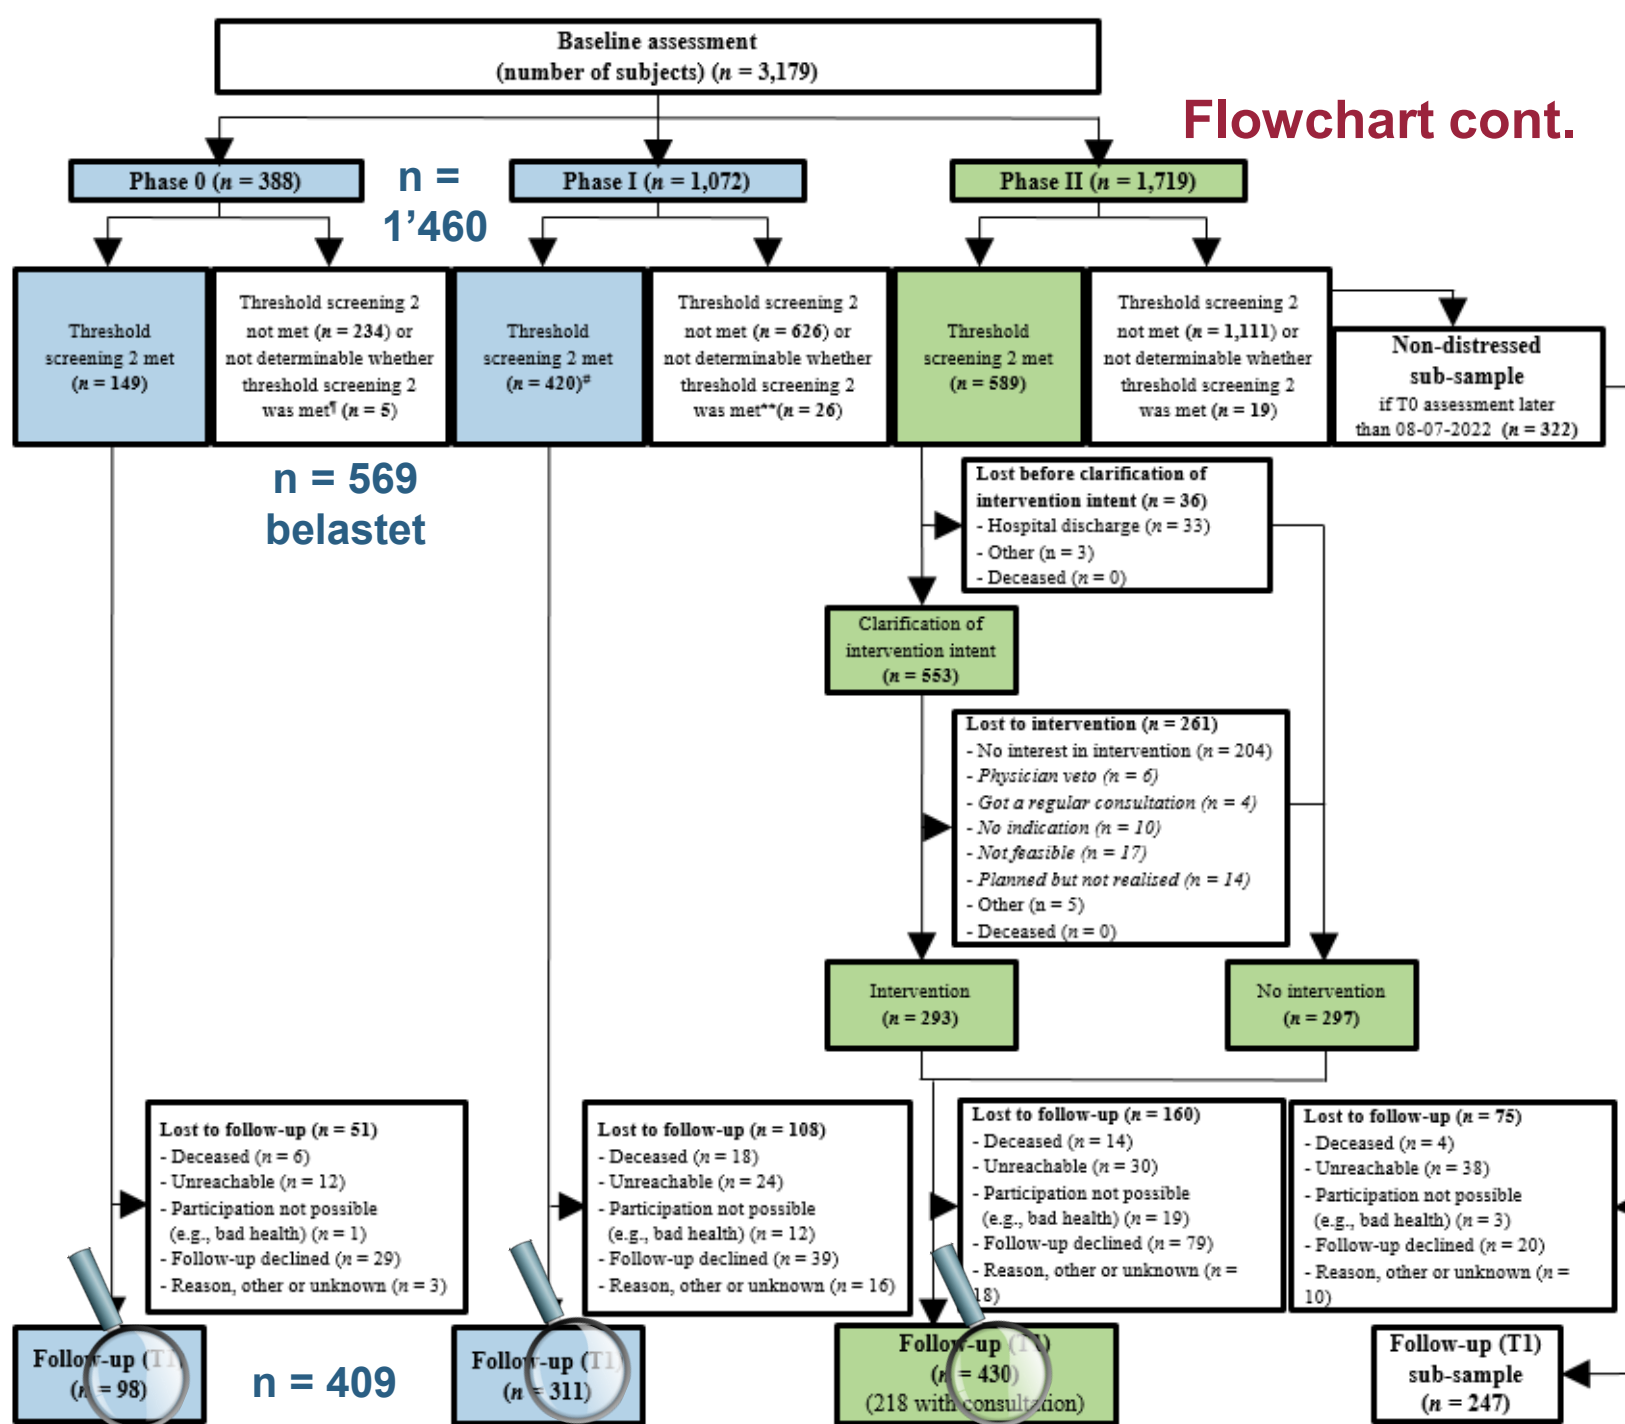 Baseline assessment
(number of subjects) (n = 3,179)
Flowchart cont.
Phase 0 (n = 388)
n =
1’460
Phase I (n = 1,072)
Phase II (n = 1,719)
Threshold
screening 2 met
(n = 149)
Threshold screening 2
not met (n = 234) or
not determinable whether
threshold screening 2
was met¶ (n = 5)
Threshold
screening 2 met
(n = 420)#
Threshold screening 2
not met (n = 626) or
not determinable whether
threshold screening 2
was met**(n = 26)
Threshold
screening 2 met
(n = 589)
Threshold screening 2
not met (n = 1,111) or
not determinable whether
threshold screening 2
was met (n = 19)
Non-distressed
sub-sample
if T0 assessment later
than 08-07-2022 (n = 322)
n = 569
belastet
Lost before clarification of
intervention intent (n = 36)
- Hospital discharge (n = 33)
- Other (n = 3)
- Deceased (n = 0)
Clarification of
intervention intent
(n = 553)
Lost to intervention (n = 261)
- No interest in intervention (n = 204)
- Physician veto (n = 6)
- Got a regular consultation (n = 4)
- No indication (n = 10)
- Not feasible (n = 17)
- Planned but not realised (n = 14)
- Other (n = 5)
- Deceased (n = 0)
Intervention
(n = 293)
No intervention
(n = 297)
Lost to follow-up (n = 51)
- Deceased (n = 6)
- Unreachable (n = 12)
- Participation not possible
(e.g., bad health) (n = 1)
- Follow-up declined (n = 29)
- Reason, other or unknown (n = 3)
Lost to follow-up (n = 108)
- Deceased (n = 18)
- Unreachable (n = 24)
- Participation not possible
(e.g., bad health) (n = 12)
- Follow-up declined (n = 39)
- Reason, other or unknown (n = 16)
Lost to follow-up (n = 160)
- Deceased (n = 14)
- Unreachable (n = 30)
- Participation not possible
(e.g., bad health) (n = 19)
- Follow-up declined (n = 79)
- Reason, other or unknown (n =
18)
Lost to follow-up (n = 75)
- Deceased (n = 4)
- Unreachable (n = 38)
- Participation not possible
(e.g., bad health) (n = 3)
- Follow-up declined (n = 20)
- Reason, other or unknown (n =
10)
Follow-up (T1)
(n = 98)
n = 409
Follow-up (T1)
(n = 311)
Follow-up (T1)
(n = 430)
(218 with consultation)
Follow-up (T1)
sub-sample
(n = 247)